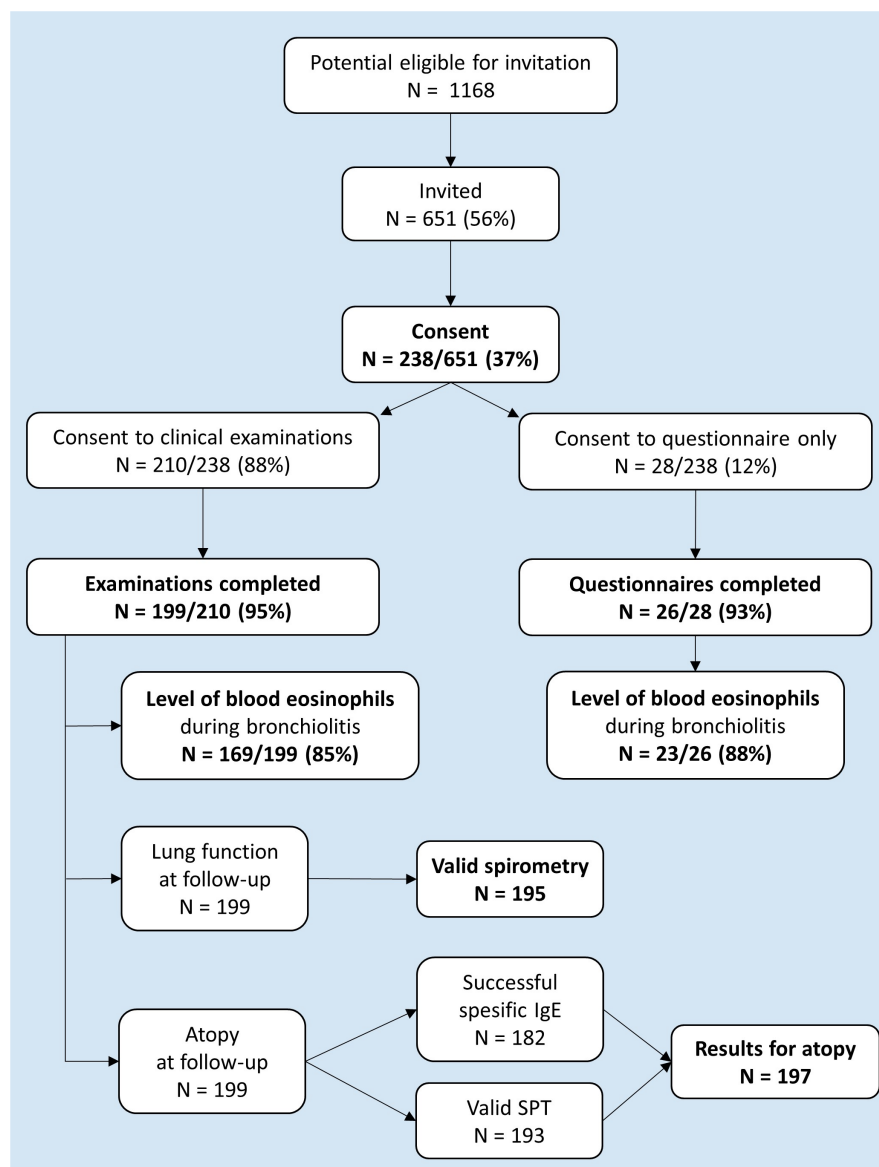 Potential eligible for invitation
N = 1168
Invited
N = 651 (56%)
Consent
N = 238/651 (37%)
Consent to clinical examinations
N = 210/238 (88%)
Consent to questionnaire only
N = 28/238 (12%)
Examinations completed
N = 199/210 (95%)
Questionnaires completed
N = 26/28 (93%)
Level of blood eosinophils
during bronchiolitis
N = 169/199 (85%)
Level of blood eosinophils
during bronchiolitis
N = 23/26 (88%)
Lung function
at follow-up
N = 199
Valid spirometry
N = 195
Atopy
at follow-up
N = 199
Successful
spesific IgE
N = 182
Valid SPT
N = 193
Results for atopy
N = 197